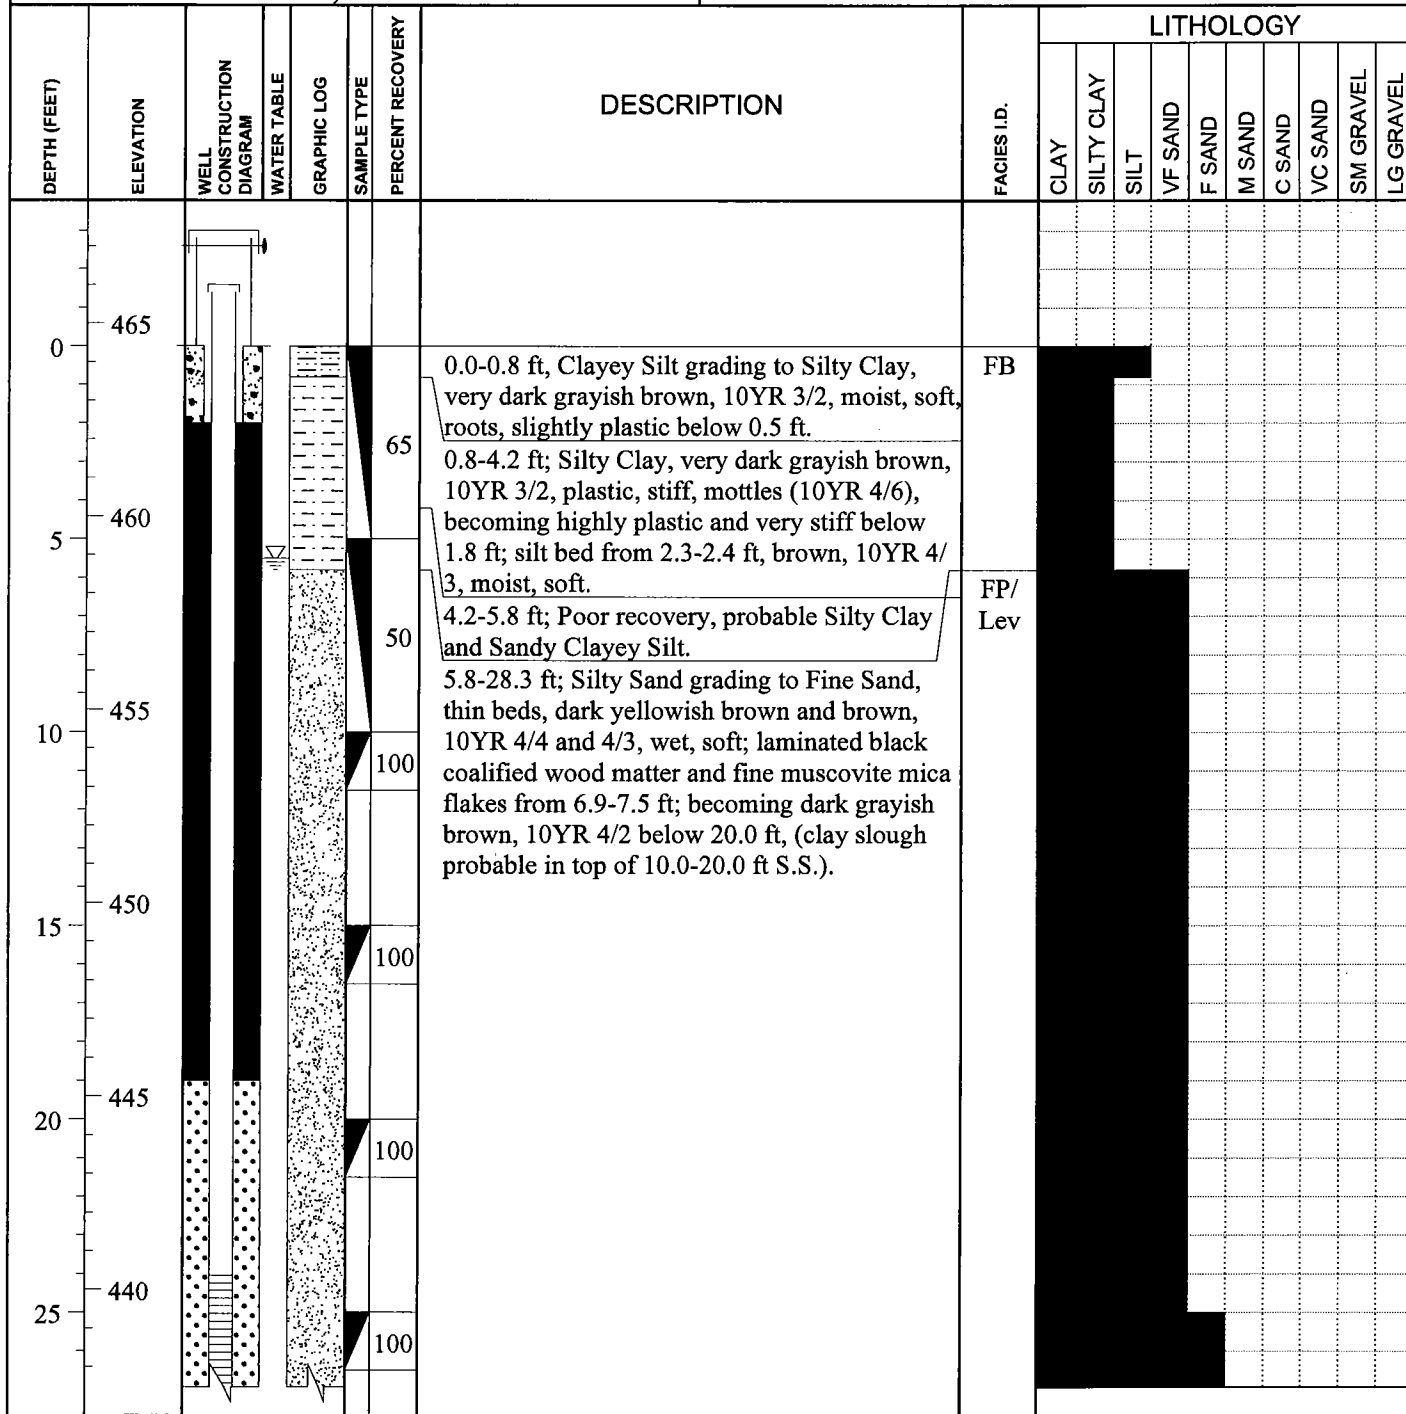 LITHOLOGY
DEPTH (FEET)
ELEVATION
WELL
CONSTRUCTION
DIAGRAM
WATER TABLE
GRAPHIC LOG
SAMPLE TYPE
PERCENT RECOVERY
DESCRIPTION
FACIES I.D.
CLAY
SILTY CLAY
SILT
VF SAND
F SAND
M SAND
C SAND
VC SAND
SM GRAVEL
LG GRAVEL
465
0
0.0-0.8 ft, Clayey Silt grading to Silty Clay,
very dark grayish brown, 10YR 3/2, moist, soft,
roots, slightly plastic below 0.5 ft.
FB
65
0.8-4.2 ft; Silty Clay, very dark grayish brown,
10YR 3/2, plastic, stiff, mottles (10YR 4/6),
becoming highly plastic and very stiff below
1.8 ft; silt bed from 2.3-2.4 ft, brown, 10YR 4/
3, moist, soft.
460
5
FP/
Lev
50
4.2-5.8 ft; Poor recovery, probable Silty Clay
and Sandy Clayey Silt.
5.8-28.3 ft; Silty Sand grading to Fine Sand,
thin beds, dark yellowish brown and brown,
10YR 4/4 and 4/3, wet, soft; laminated black
coalified wood matter and fine muscovite mica
flakes from 6.9-7.5 ft; becoming dark grayish
brown, 10YR 4/2 below 20.0 ft, (clay slough
probable in top of 10.0-20.0 ft S.S.).
455
10
100
450
15
100
445
20
100
440
25
100